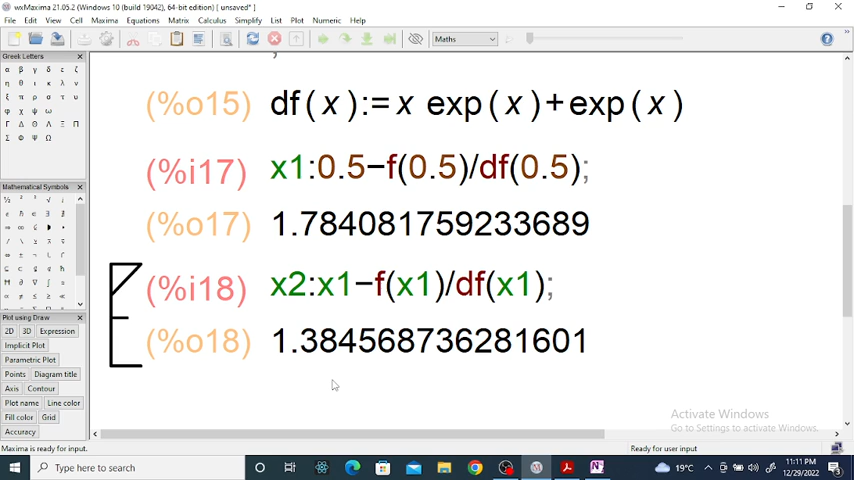 wxMaxima 21.05.2 (Windows 10 (build 19042), 64-bit edition) [ unsaved* ]
File Edit View Cell Maxima Equations Matrix Calculus Simplify List Plot Numeric Help
Maths
Greek Letters
α β γ δ ε ζ
η θ ι κ λ ν
ξ π ρ σ τ υ
φ χ ψ ω
Γ Δ Θ Λ Ξ Π
Σ Φ Ψ Ω
Mathematical Symbols
Plot using Draw
2D 3D Expression
Implicit Plot
Parametric Plot
Points Diagram title
Axis Contour
Plot name Line color
Fill color Grid
Accuracy
(%o15) df(x):=x exp(x)+exp(x)
(%i17) x1:0.5−f(0.5)/df(0.5);
(%o17) 1.784081759233689
(%i18) x2:x1−f(x1)/df(x1);
(%o18) 1.384568736281601
Activate Windows
Go to Settings to activate Windows.
Maxima is ready for input.
Ready for user input
Type here to search
19°C
11:11 PM
12/29/2022
3